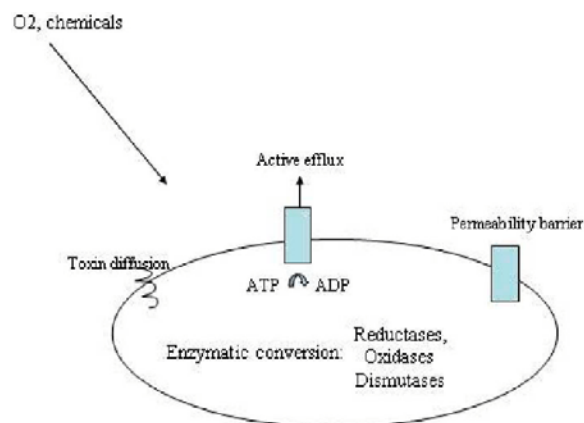 O2, chemicals
Active efflux
Permeability barrier
Toxin diffusion
ATP ADP
Enzymatic conversion: Reductases,
Oxidases
Dismutases